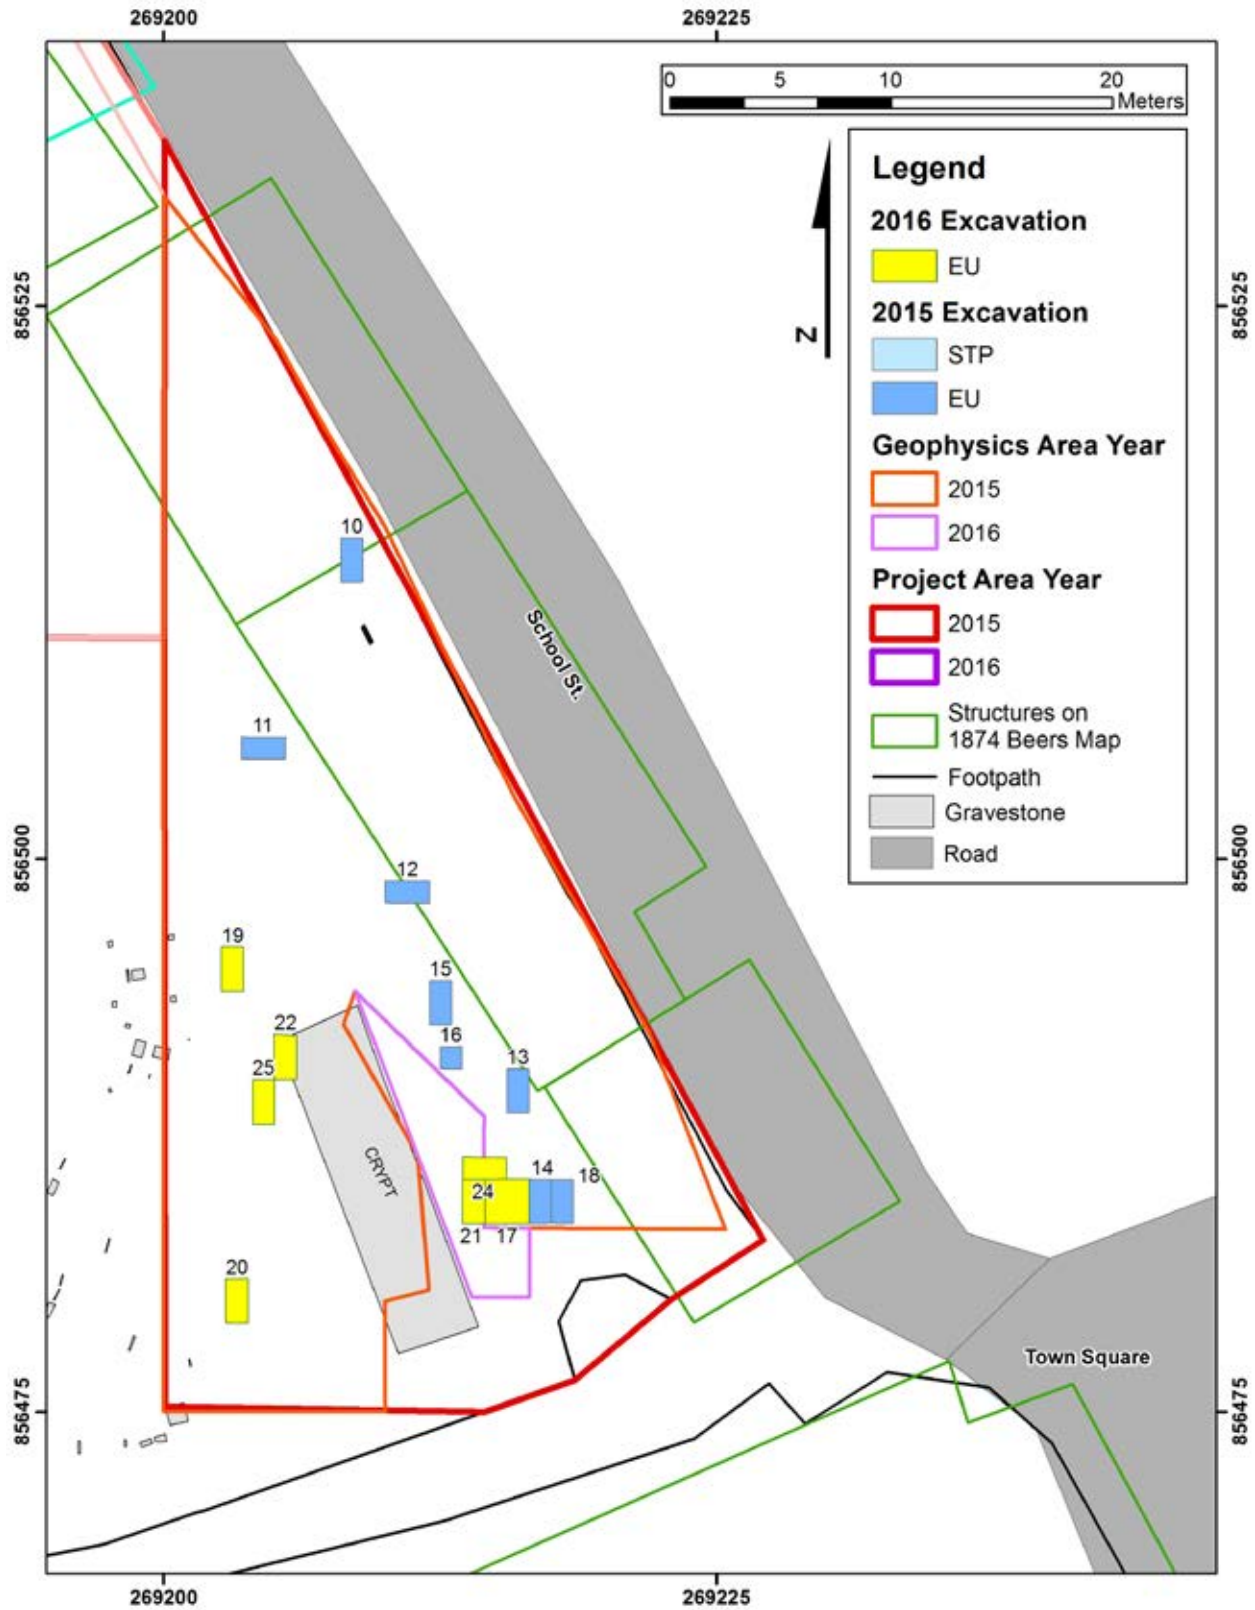 269200 269225
0 5 10 20
Meters
Legend
2016 Excavation
EU
2015 Excavation
STP
EU
Geophysics Area Year
2015
2016
Project Area Year
2015
2016
Structures on
1874 Beers Map
Footpath
Gravestone
Road
N
856525 856525
10
School St.
11
856500 856500
12
19
15
16
22
13
25
CRYPT
14 18
24
21 17
20
Town Square
856475 856475
269200 269225